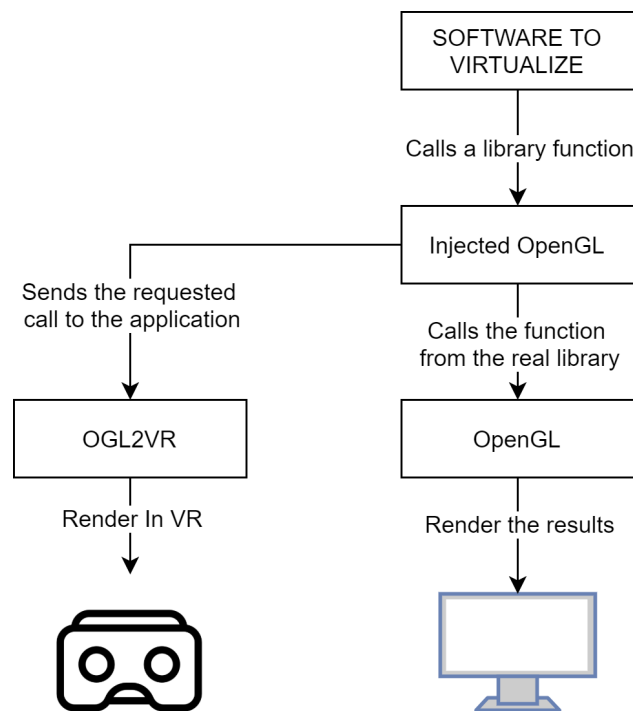 SOFTWARE TO
VIRTUALIZE
Calls a library function
Injected OpenGL
Sends the requested
call to the application
Calls the function
from the real library
OGL2VR
OpenGL
Render In VR
Render the results